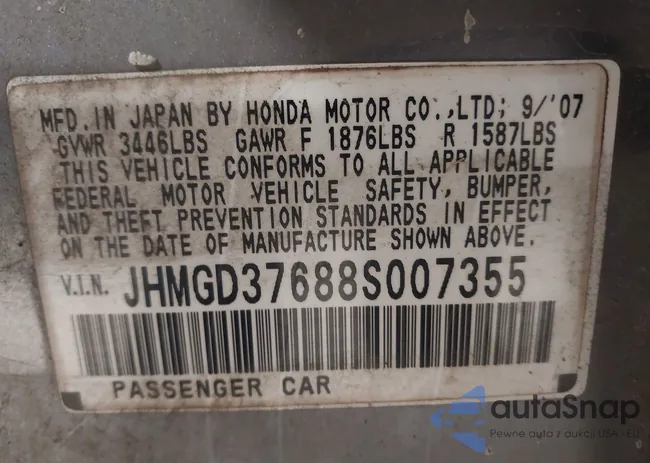 MFD. IN JAPAN BY HONDA MOTOR CO., LTD; 9/'07
GVWR 3446LBS GAWR F 1876LBS R 1587LBS
THIS VEHICLE CONFORMS TO ALL APPLICABLE
FEDERAL MOTOR VEHICLE SAFETY, BUMPER,
AND THEFT PREVENTION STANDARDS IN EFFECT
ON THE DATE OF MANUFACTURE SHOWN ABOVE.
V.I.N. JHMGD37688S007355
PASSENGER CAR
autaSnap
Pewne auta z aukcji USA i EU